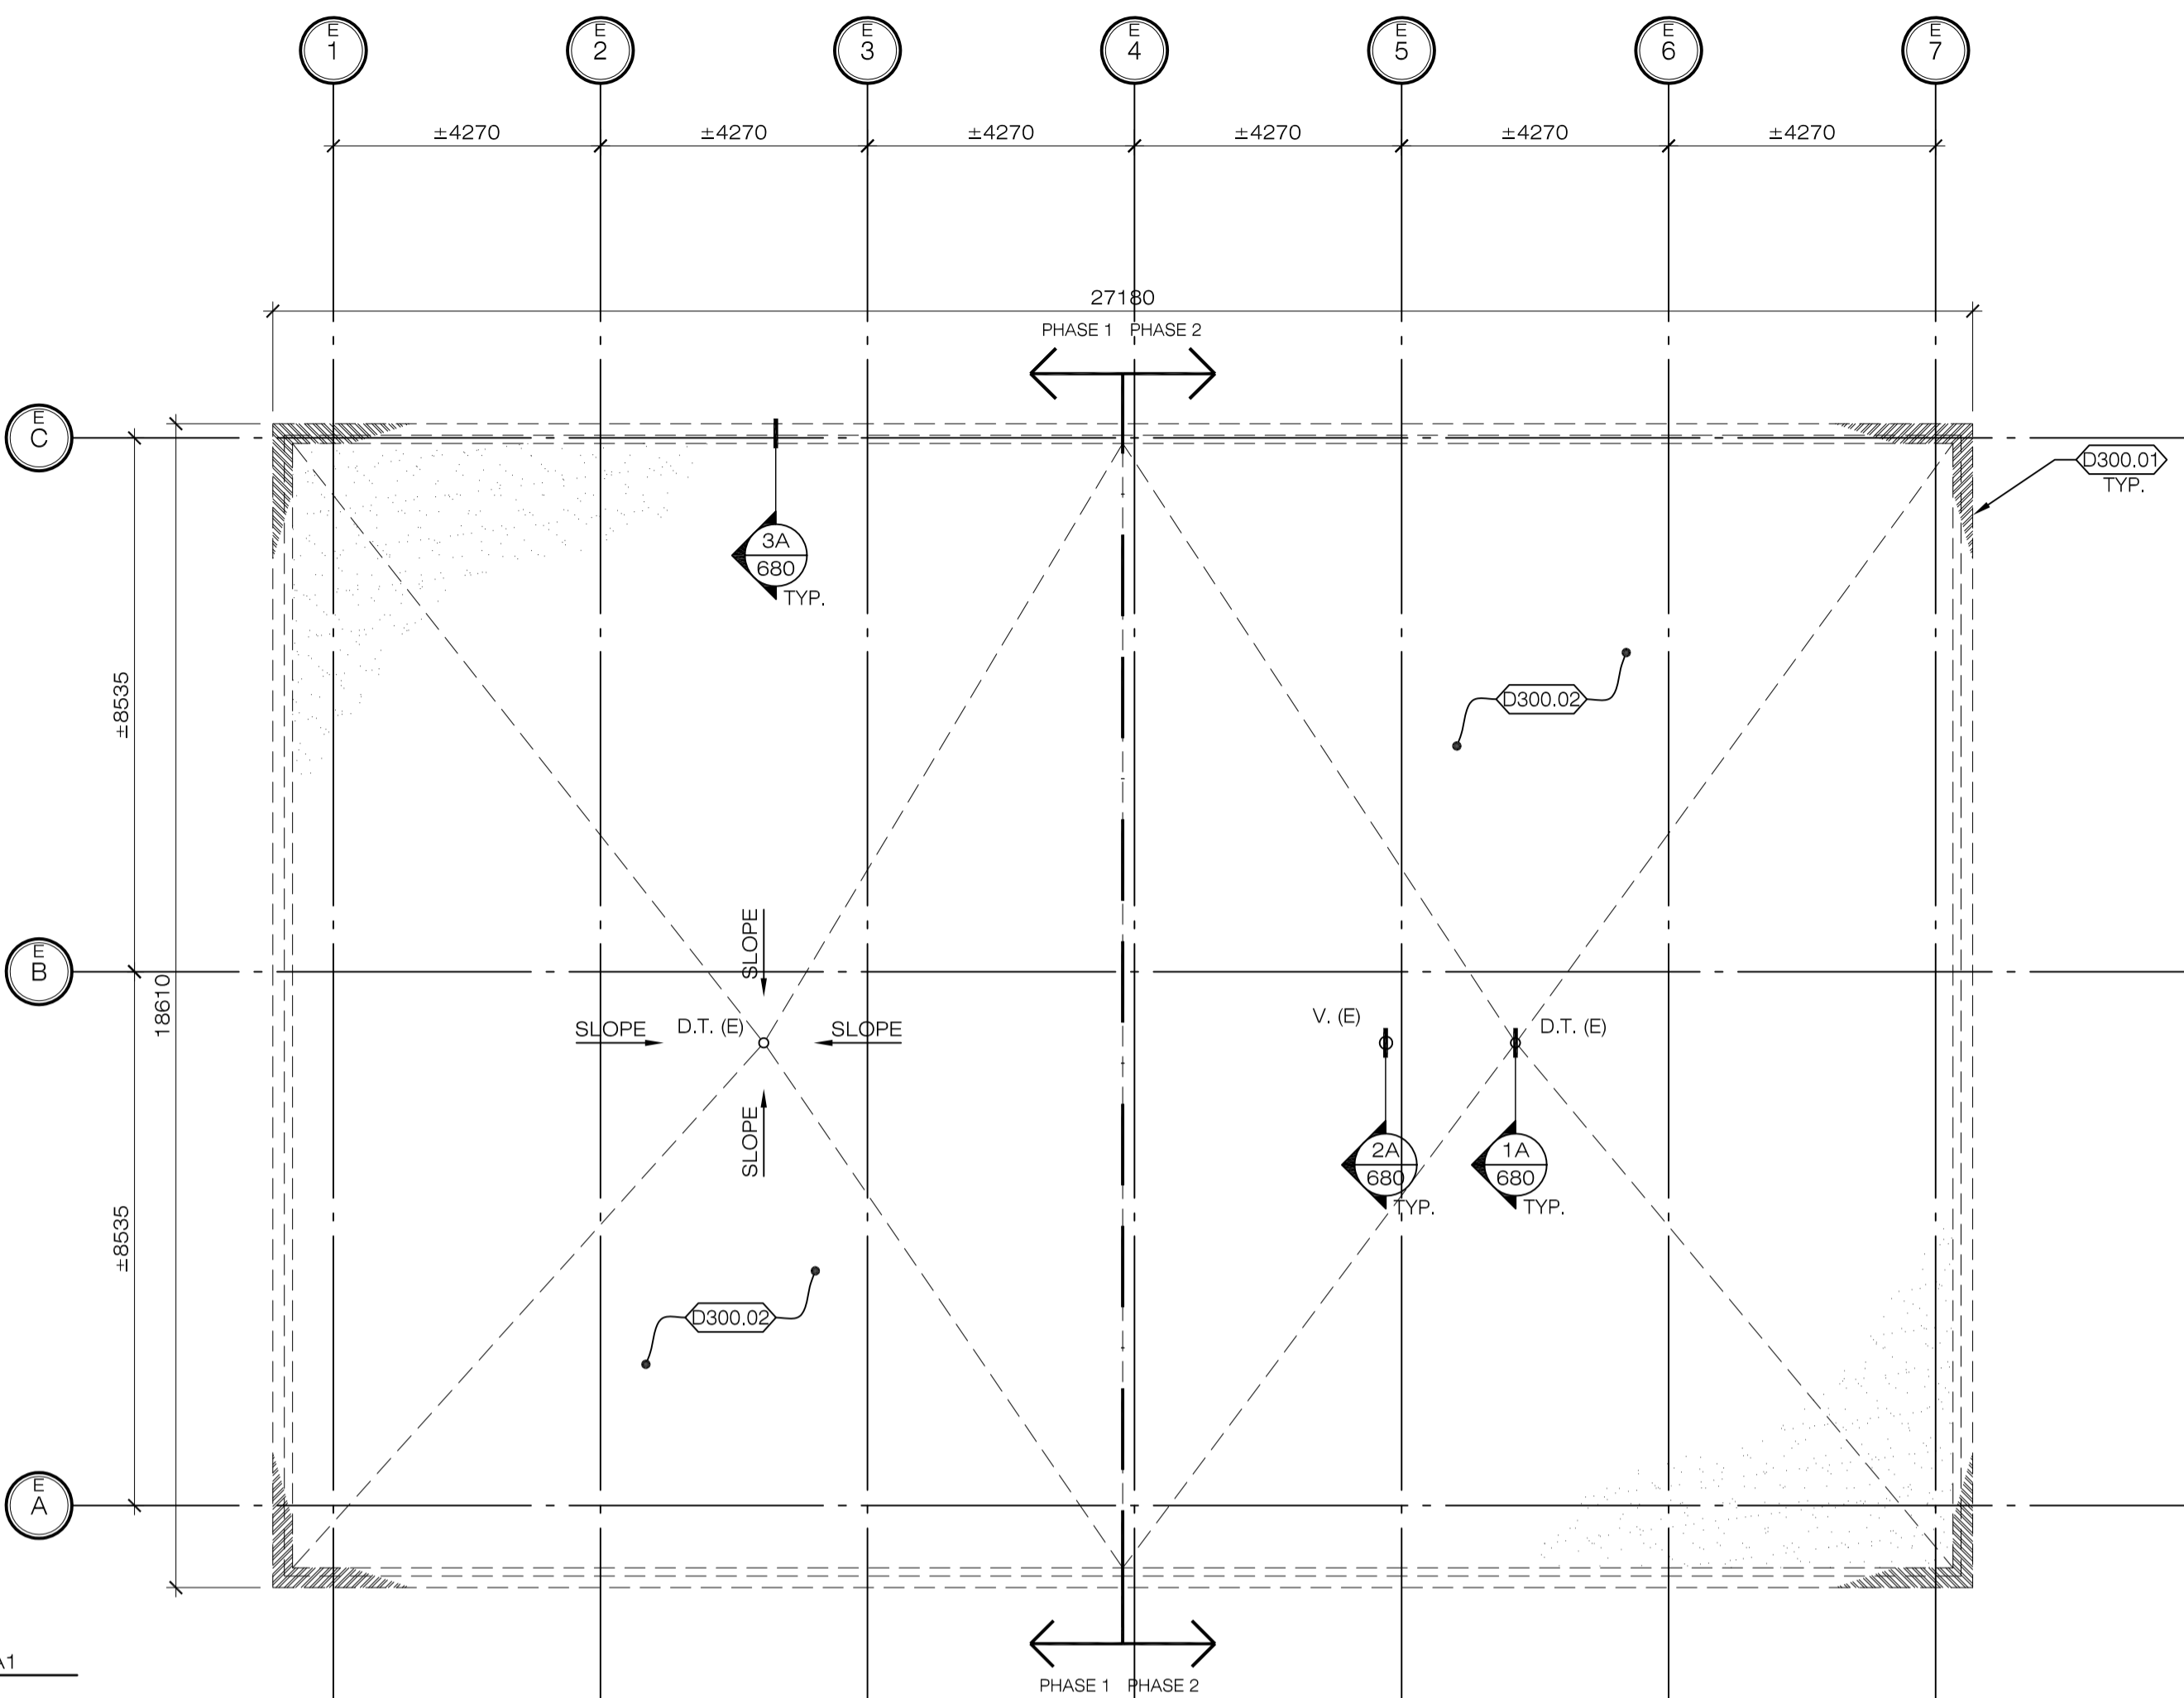 E
1
E
2
E
3
E
4
E
5
E
6
E
7
±4270
±4270
±4270
±4270
±4270
±4270
27180
PHASE 1
PHASE 2
E
C
D300.01
TYP.
3A
680
TYP.
±8535
D300.02
E
B
18610
SLOPE
SLOPE
D.T. (E)
SLOPE
SLOPE
V. (E)
D.T. (E)
2A
680
TYP.
1A
680
TYP.
±8535
D300.02
E
A
A1
PHASE 1
PHASE 2